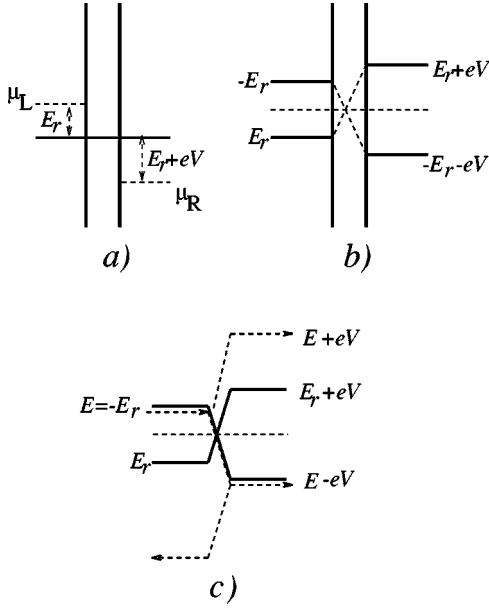 μL
Er
Er+eV
μR
a)
-Er
Er+eV
Er
-Er-eV
b)
E+eV
E=-Er
Er+eV
Er
E-eV
c)